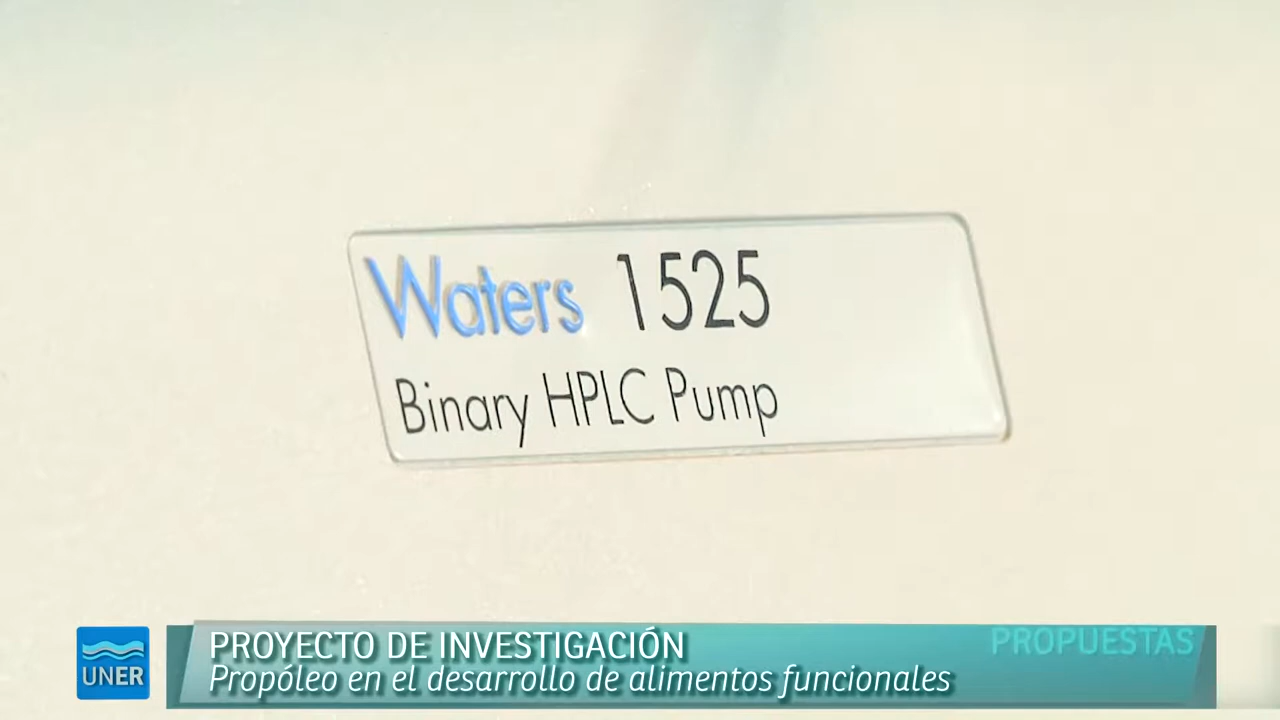 Waters 1525
Binary HPLC Pump
PROPUESTAS
PROYECTO DE INVESTIGACIÓN
Propóleo en el desarrollo de alimentos funcionales
UNER